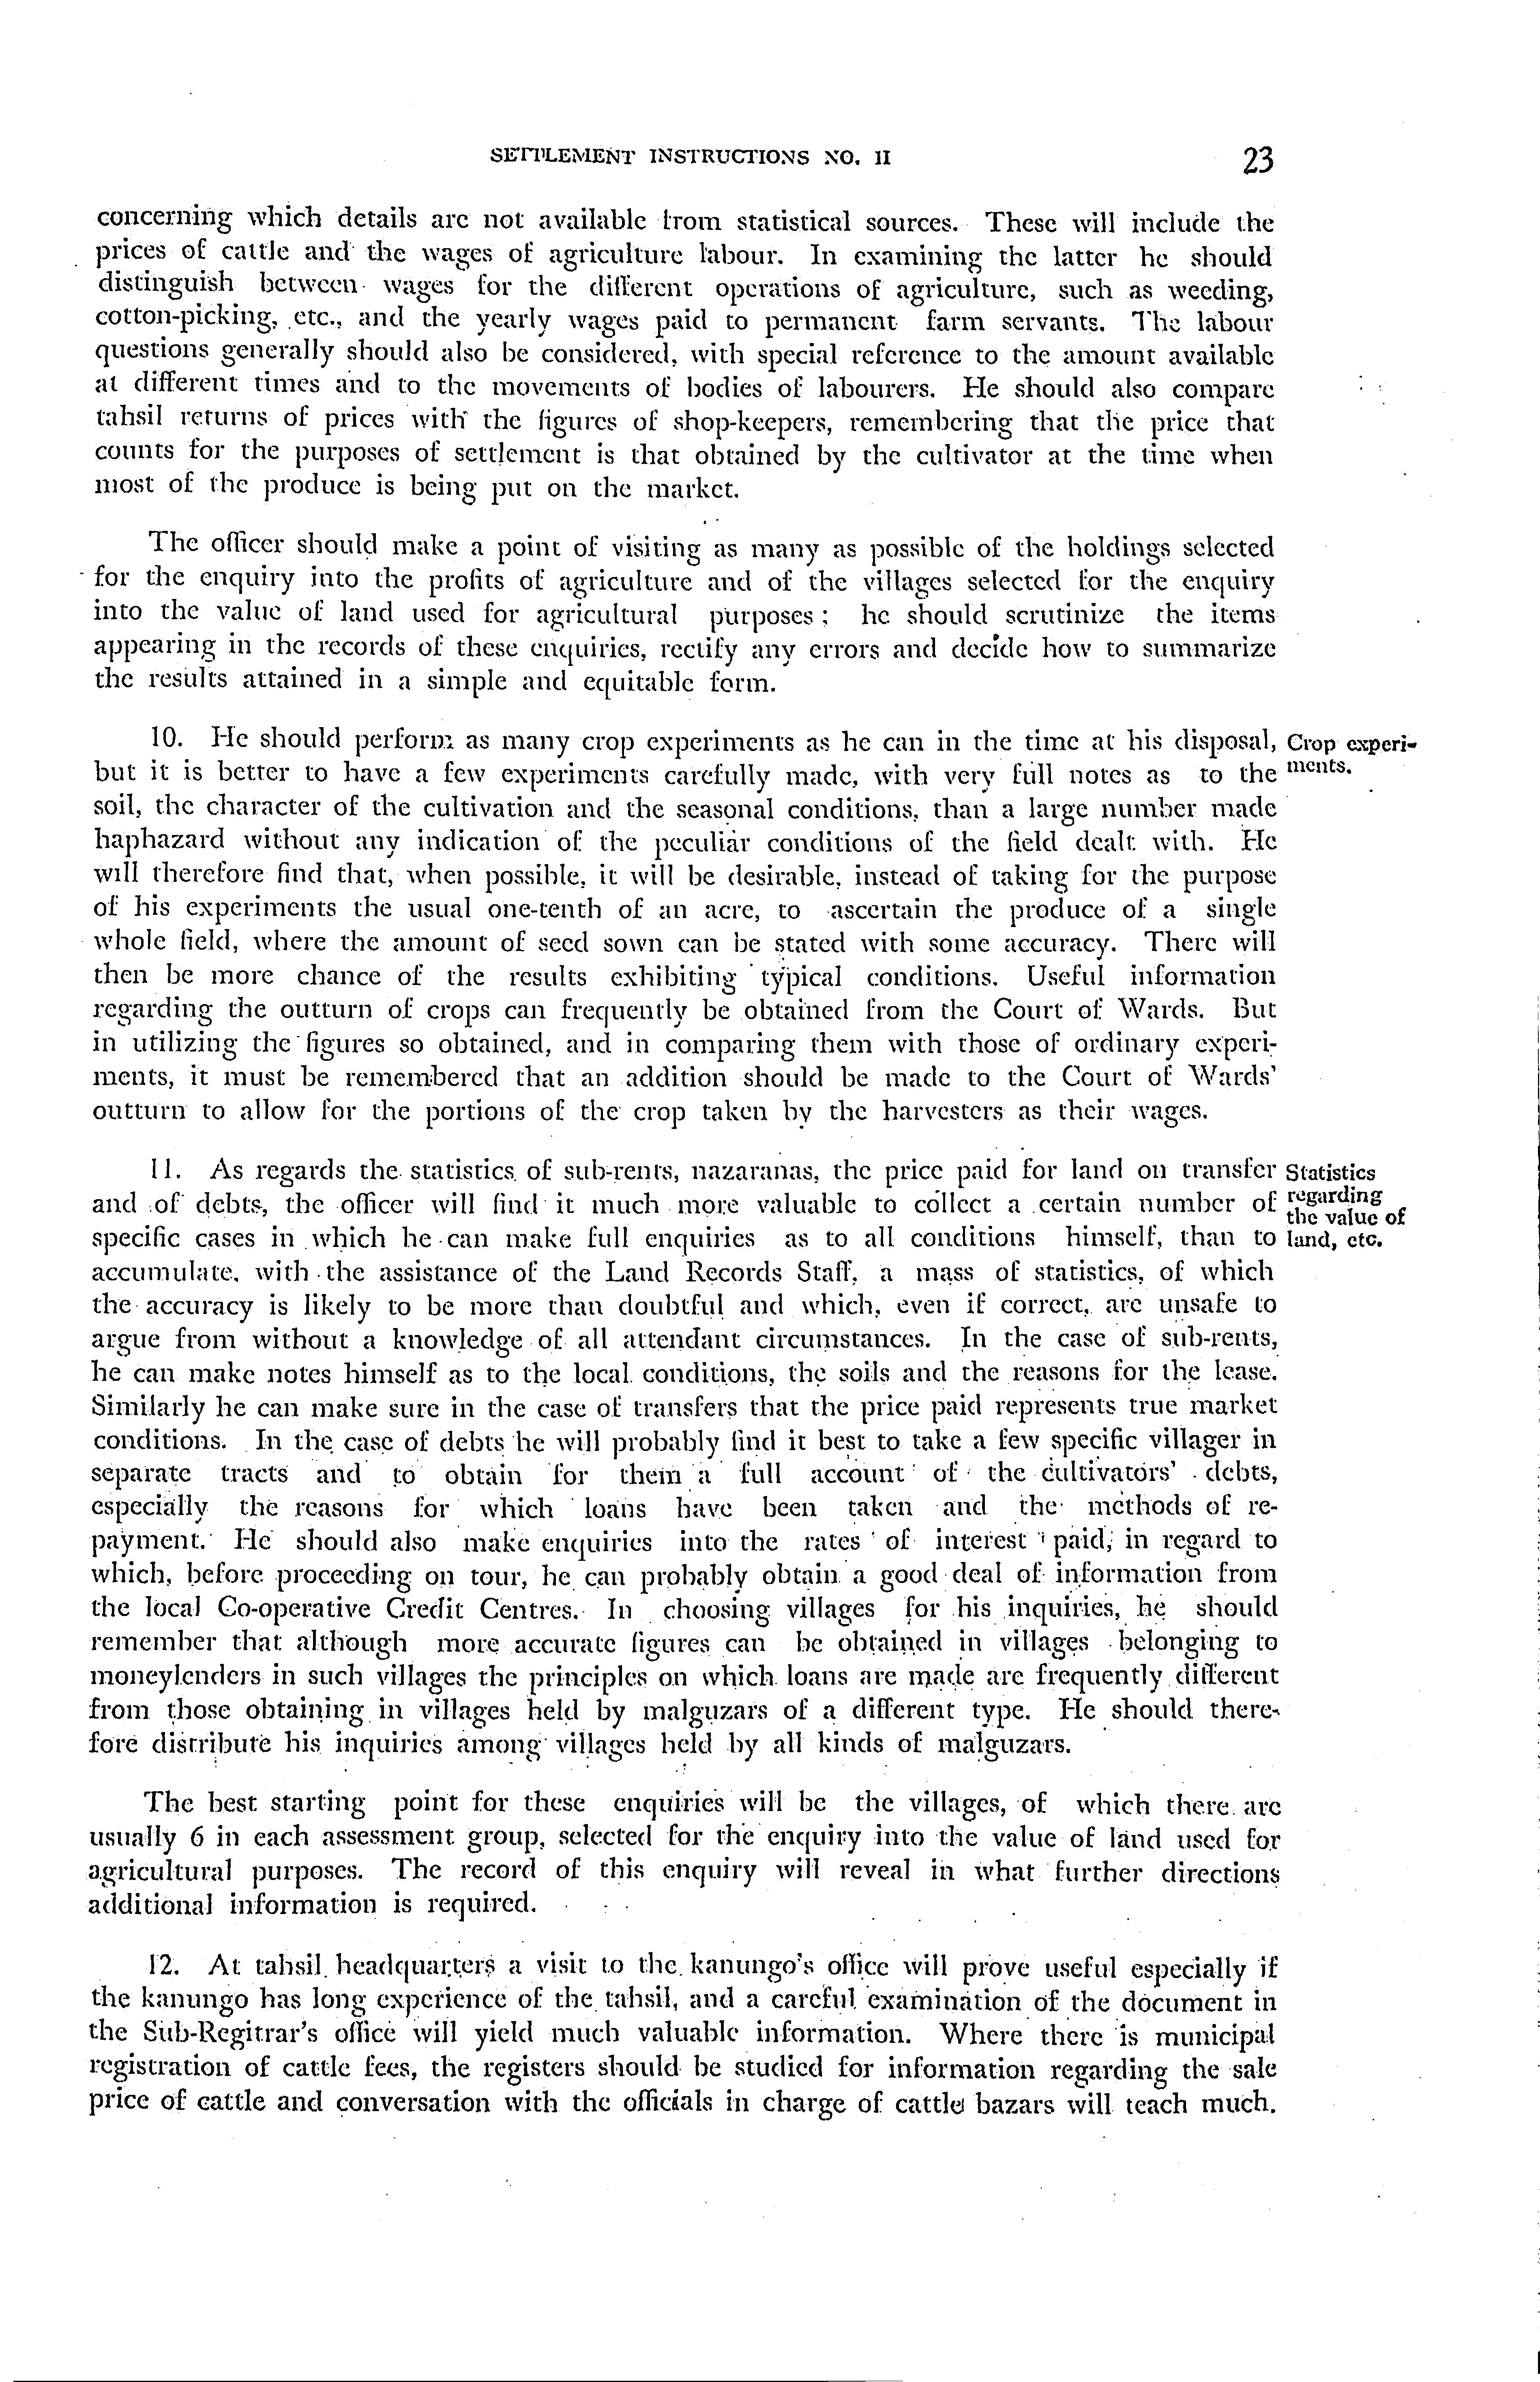 SETTLEMENT INSTRUCTIONS NO. II 23
concerning which details are not available from statistical sources. These will include the
prices of cattle and the wages of agriculture labour. In examining the latter he should
distinguish between wages for the different operations of agriculture, such as weeding,
cotton-picking, etc., and the yearly wages paid to permanent farm servants. The labour
questions generally should also be considered, with special reference to the amount available
at different times and to the movements of bodies of labourers. He should also compare
tahsil returns of prices with the figures of shop-keepers, remembering that the price that
counts for the purposes of settlement is that obtained by the cultivator at the time when
most of the produce is being put on the market.
The officer should make a point of visiting as many as possible of the holdings selected
for the enquiry into the profits of agriculture and of the villages selected for the enquiry
into the value of land used for agricultural purposes; he should scrutinize the items
appearing in the records of these enquiries, rectify any errors and decide how to summarize
the results attained in a simple and equitable form.
10. He should perform as many crop experiments as he can in the time at his disposal,
but it is better to have a few experiments carefully made, with very full notes as to the
soil, the character of the cultivation and the seasonal conditions, than a large number made
haphazard without any indication of the peculiar conditions of the field dealt with. He
will therefore find that, when possible, it will be desirable, instead of taking for the purpose
of his experiments the usual one-tenth of an acre, to ascertain the produce of a single
whole field, where the amount of seed sown can be stated with some accuracy. There will
then be more chance of the results exhibiting typical conditions. Useful information
regarding the outturn of crops can frequently be obtained from the Court of Wards. But
in utilizing the figures so obtained, and in comparing them with those of ordinary experi-
ments, it must be remembered that an addition should be made to the Court of Wards'
outturn to allow for the portions of the crop taken by the harvesters as their wages.
Crop experi-
ments.
11. As regards the statistics of sub-rents, nazaranas, the price paid for land on transfer
and of debts, the officer will find it much more valuable to collect a certain number of
specific cases in which he can make full enquiries as to all conditions himself, than to
accumulate, with the assistance of the Land Records Staff, a mass of statistics, of which
the accuracy is likely to be more than doubtful and which, even if correct, are unsafe to
argue from without a knowledge of all attendant circumstances. In the case of sub-rents,
he can make notes himself as to the local conditions, the soils and the reasons for the lease.
Similarly he can make sure in the case of transfers that the price paid represents true market
conditions. In the case of debts he will probably find it best to take a few specific villager in
separate tracts and to obtain for them a full account of the cultivators' debts,
especially the reasons for which loans have been taken and the methods of re-
payment. He should also make enquiries into the rates of interest paid, in regard to
which, before proceeding on tour, he can probably obtain a good deal of information from
the local Co-operative Credit Centres. In choosing villages for his inquiries, he should
remember that although more accurate figures can be obtained in villages belonging to
moneylenders in such villages the principles on which loans are made are frequently different
from those obtaining in villages held by malguzars of a different type. He should there-
fore distribute his inquiries among villages held by all kinds of malguzars.
Statistics
regarding
the value of
land, etc.
The best starting point for these enquiries will be the villages, of which there are
usually 6 in each assessment group, selected for the enquiry into the value of land used for
agricultural purposes. The record of this enquiry will reveal in what further directions
additional information is required.
12. At tahsil headquarters a visit to the kanungo's office will prove useful especially if
the kanungo has long experience of the tahsil, and a careful examination of the document in
the Sub-Regitrar's office will yield much valuable information. Where there is municipal
registration of cattle fees, the registers should be studied for information regarding the sale
price of cattle and conversation with the officials in charge of cattle bazars will teach much.